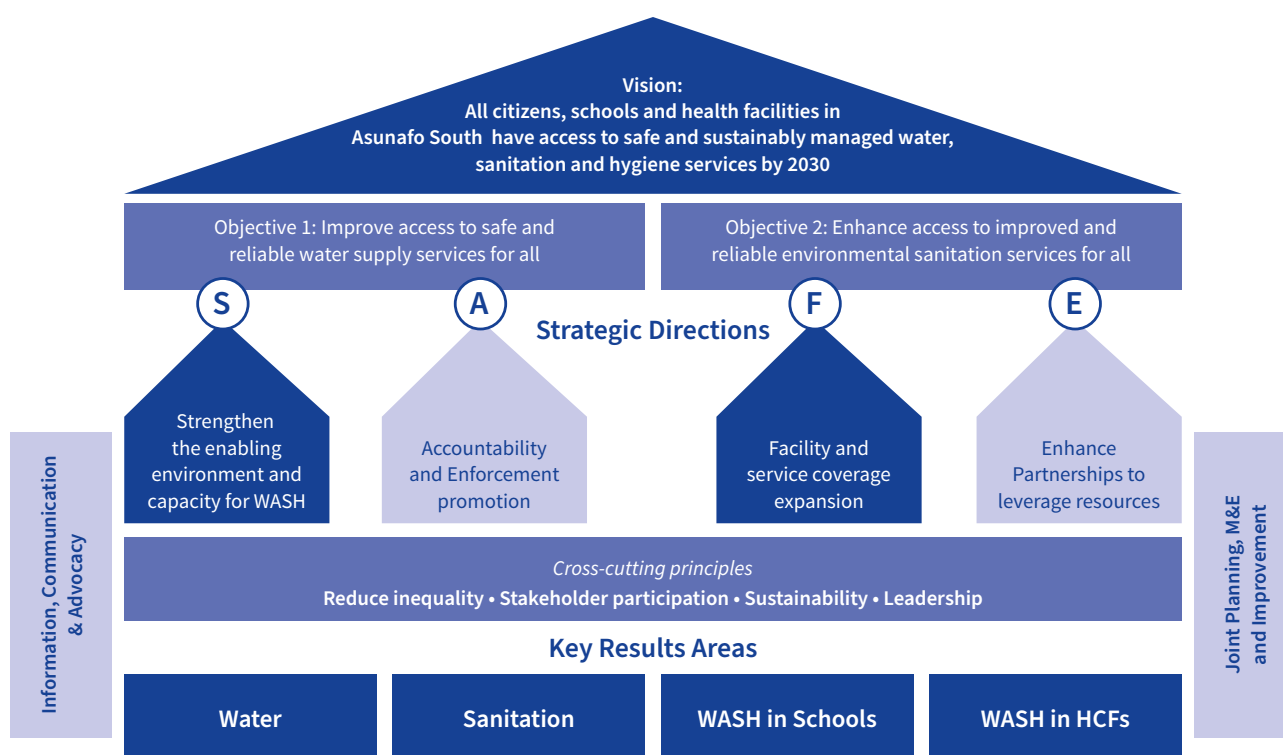 Vision:
All citizens, schools and health facilities in
Asunafo South have access to safe and sustainably managed water,
sanitation and hygiene services by 2030
Objective 1: Improve access to safe and
reliable water supply services for all
Objective 2: Enhance access to improved and
reliable environmental sanitation services for all
S
A
F
E
Strategic Directions
Strengthen
the enabling
environment and
capacity for WASH
Accountability
and Enforcement
promotion
Facility and
service coverage
expansion
Enhance
Partnerships to
leverage resources
Information, Communication
& Advocacy
Joint Planning, M&E
and Improvement
Cross-cutting principles
Reduce inequality • Stakeholder participation • Sustainability • Leadership
Key Results Areas
Water
Sanitation
WASH in Schools
WASH in HCFs